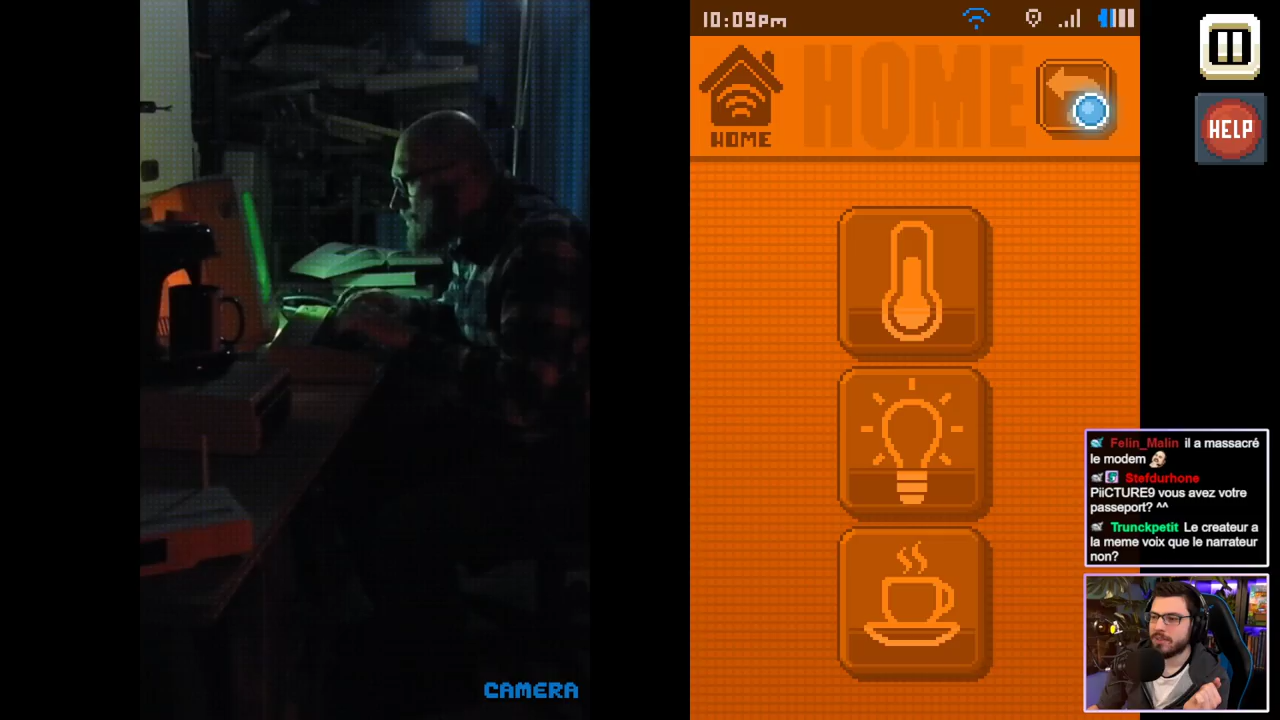 10:09pm
HOME
HOME
HELP
Felin_Malin il a massacré
le modem
Stefdurhone
PiiCTURE9 vous avez votre
passeport? ^^
Trunckpetit Le createur a
la meme voix que le narrateur
non?
CAMERA